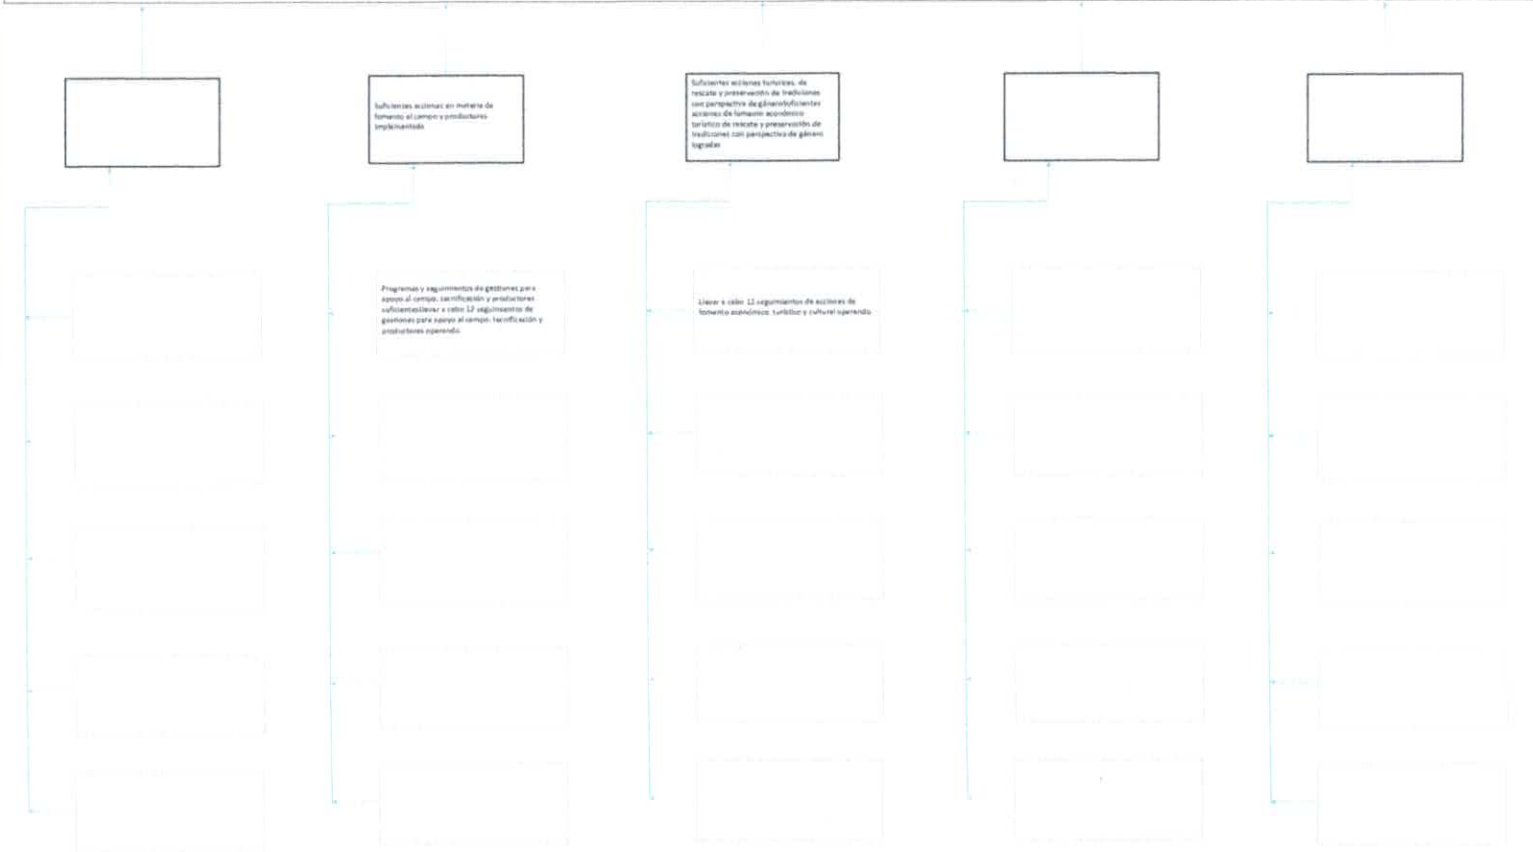 Suficientes acciones en materia de
fomento al campo y productores
implementada
Suficientes acciones turísticas, de
rescate y preservación de tradiciones
con perspectiva de géneroSuficientes
acciones de fomento económico
turístico de rescate y preservación de
tradiciones con perspectiva de género
logradas
Programas y seguimientos de gestiones para
apoyo al campo, tecnificación y productores
suficientesLlevar a cabo 12 seguimientos de
gestiones para apoyo al campo, tecnificación y
productores operando
Llevar a cabo 12 seguimientos de acciones de
fomento económico, turístico y cultural operando